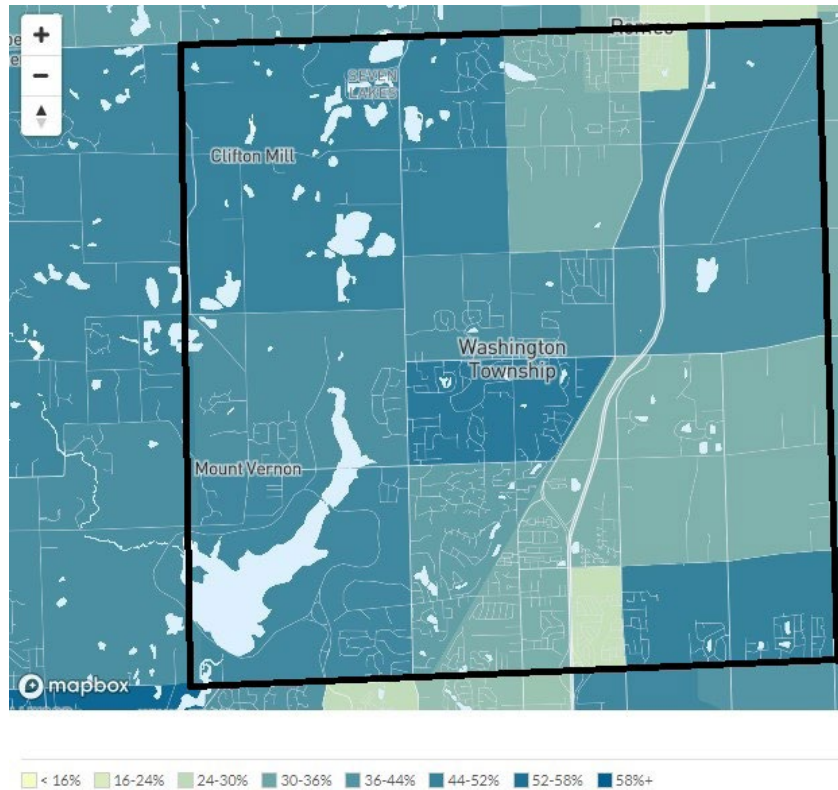 Romeo
SEVEN
LAKES
Clifton Mill
Washington
Township
Mount Vernon
mapbox
< 16% 16-24% 24-30% 30-36% 36-44% 44-52% 52-58% 58%+